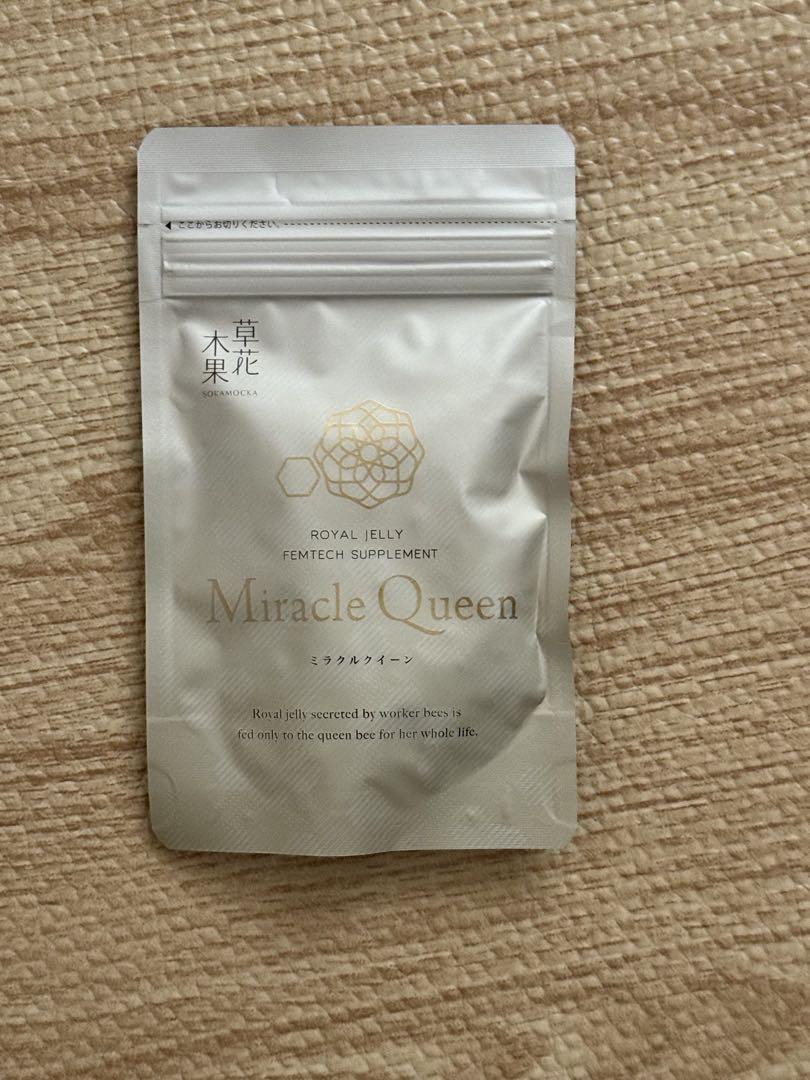 ここからお切りください。
草花
木果
SOKAMOCKA
ROYAL JELLY
FEMTECH SUPPLEMENT
Miracle Queen
ミラクルクイーン
Royal jelly secreted by worker bees is
fed only to the queen bee for her whole life.